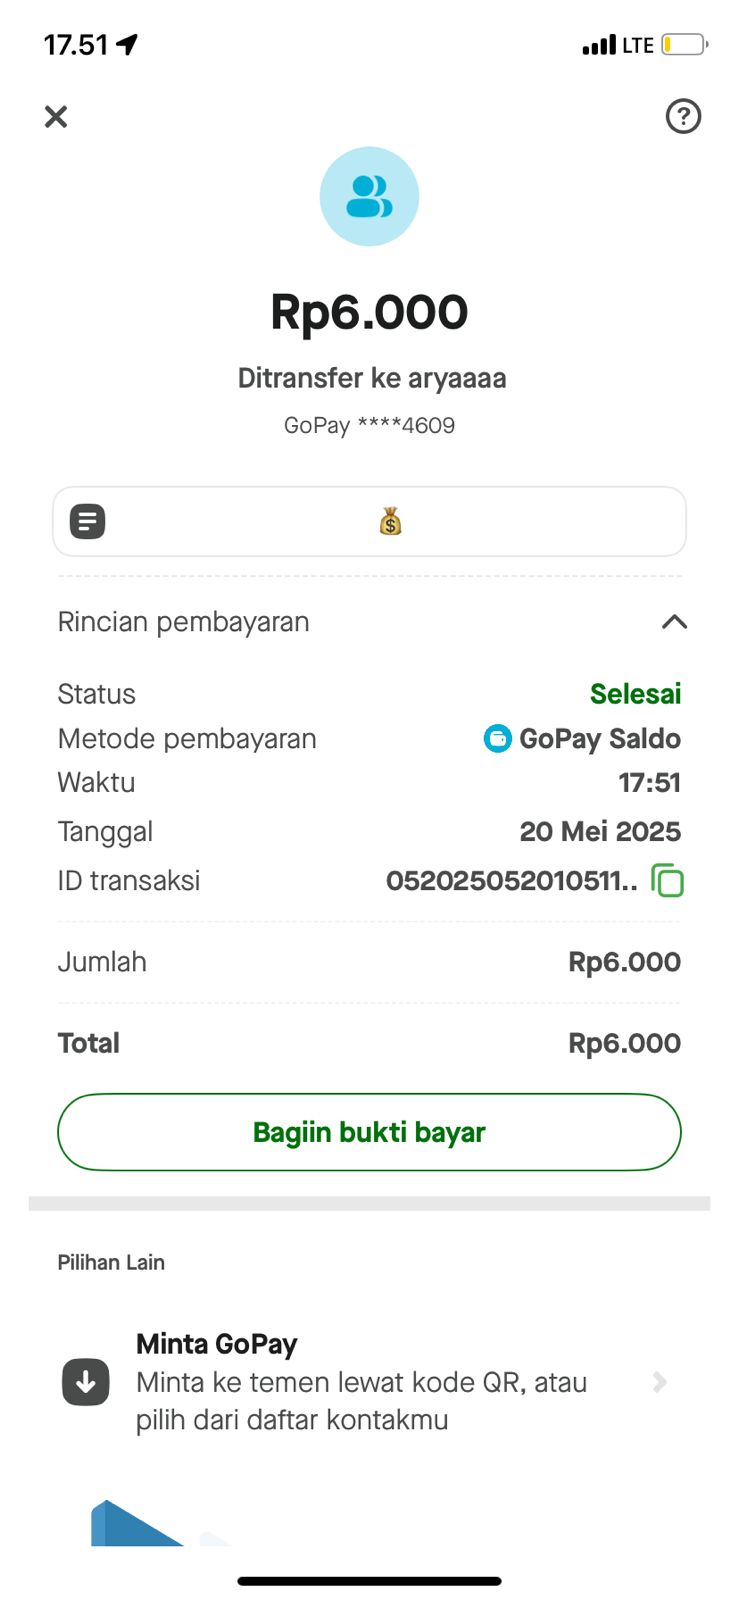 17.51
LTE
Rp6.000
Ditransfer ke aryaaaa
GoPay ****4609
Rincian pembayaran
Status Selesai
Metode pembayaran GoPay Saldo
Waktu 17:51
Tanggal 20 Mei 2025
ID transaksi 052025052010511..
Jumlah Rp6.000
Total Rp6.000
Bagiin bukti bayar
Pilihan Lain
Minta GoPay
Minta ke temen lewat kode QR, atau
pilih dari daftar kontakmu